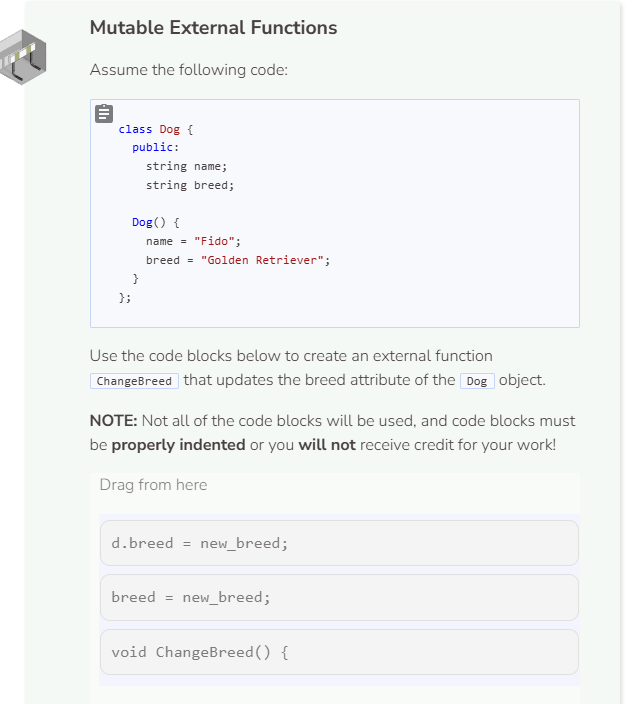 Mutable External Functions
Assume the following code:
class Dog {
  public:
    string name;
    string breed;

  Dog() {
    name = "Fido";
    breed = "Golden Retriever";
  }
};
Use the code blocks below to create an external function
ChangeBreed that updates the breed attribute of the Dog object.
NOTE: Not all of the code blocks will be used, and code blocks must
be properly indented or you will not receive credit for your work!
Drag from here
d.breed = new_breed;
breed = new_breed;
void ChangeBreed() {